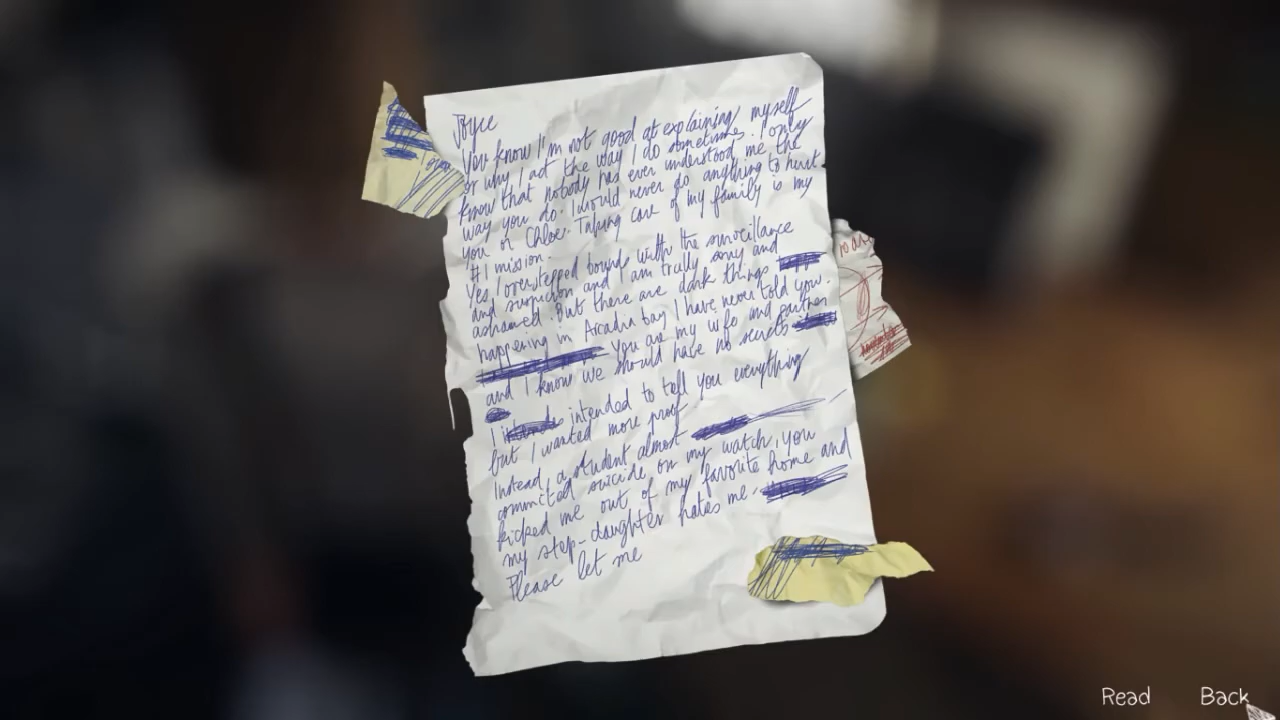 Joyce
You know I'm not good at explaining myself
or why I act the way I do sometimes. I only
know that nobody has ever understood me the
way you do. I would never do anything to hurt
you or Chloe. Taking care of my family is my
#1 mission.
Yes I overstepped bounds with the surveillance
and suspicion and I am truly sorry and
ashamed. But there are dark things
happening in Arcadia bay I have never told you.
You are my wife and partner
and I know we should have no secrets
I intended to tell you everything
but I wanted more proof
Instead, a student almost
committed suicide on my watch, you
kicked me out of my favorite home and
my step-daughter hates me.
Please let me
Read
Back